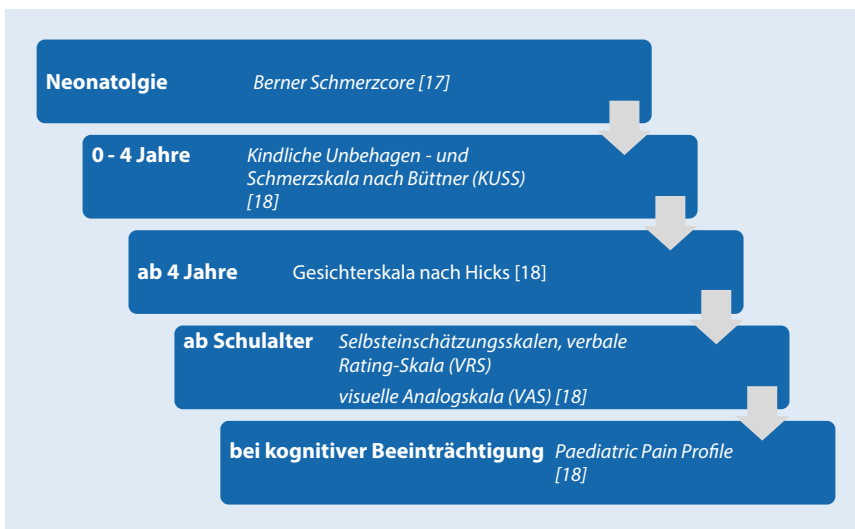 Neonatolgie Berner Schmerzcore [17]
0 - 4 Jahre Kindliche Unbehagen - und
Schmerzskala nach Büttner (KUSS)
[18]
ab 4 Jahre Gesichterskala nach Hicks [18]
ab Schulalter Selbsteinschätzungsskalen, verbale
Rating-Skala (VRS)
visuelle Analogskala (VAS) [18]
bei kognitiver Beeinträchtigung Paediatric Pain Profile
[18]